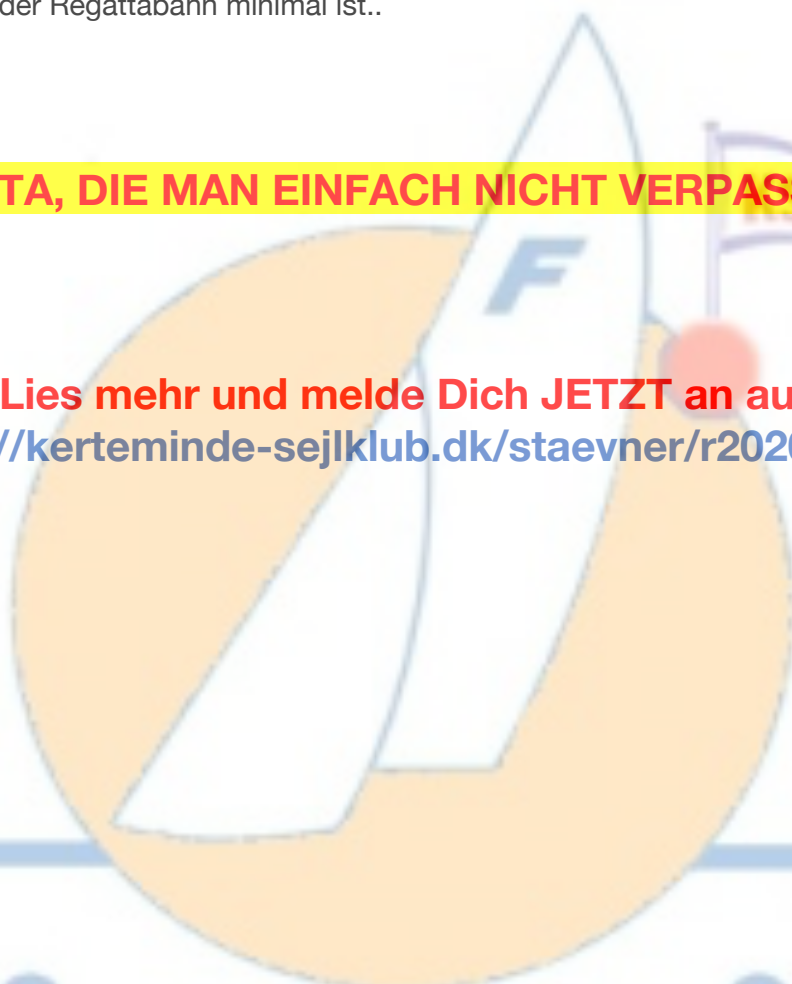 der Regattabahn minimal ist..
TA, DIE MAN EINFACH NICHT VERPAS
F
Lies mehr und melde Dich JETZT an au
//kerteminde-sejlklub.dk/staevner/r202